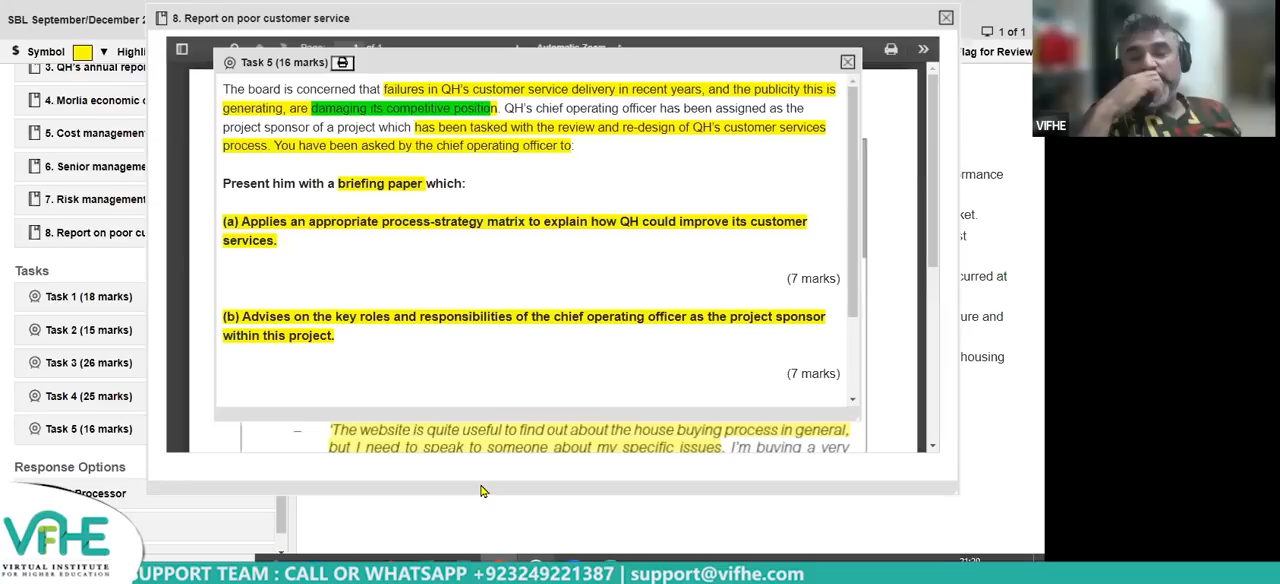 SBL September/December 2
8. Report on poor customer service
1 of 1
$ Symbol
Highli
lag for Review
Task 5 (16 marks)
3. QH's annual repo
4. Morlia economic c
5. Cost management
6. Senior manageme
7. Risk management
8. Report on poor cu
Tasks
Task 1 (18 marks)
Task 2 (15 marks)
Task 3 (26 marks)
Task 4 (25 marks)
Task 5 (16 marks)
Response Options
Processor
The board is concerned that failures in QH's customer service delivery in recent years, and the publicity this is
generating, are damaging its competitive position. QH's chief operating officer has been assigned as the
project sponsor of a project which has been tasked with the review and re-design of QH's customer services
process. You have been asked by the chief operating officer to:
Present him with a briefing paper which:
(a) Applies an appropriate process-strategy matrix to explain how QH could improve its customer
services.
(7 marks)
(b) Advises on the key roles and responsibilities of the chief operating officer as the project sponsor
within this project.
(7 marks)
– 'The website is quite useful to find out about the house buying process in general,
but I need to speak to someone about my specific issues. I'm buying a very
rmance
ket.
st
curred at
ure and
housing
VIFHE
VIFHE
VIRTUAL INSTITUTE
FOR HIGHER EDUCATION
SUPPORT TEAM : CALL OR WHATSAPP +923249221387 | support@vifhe.com